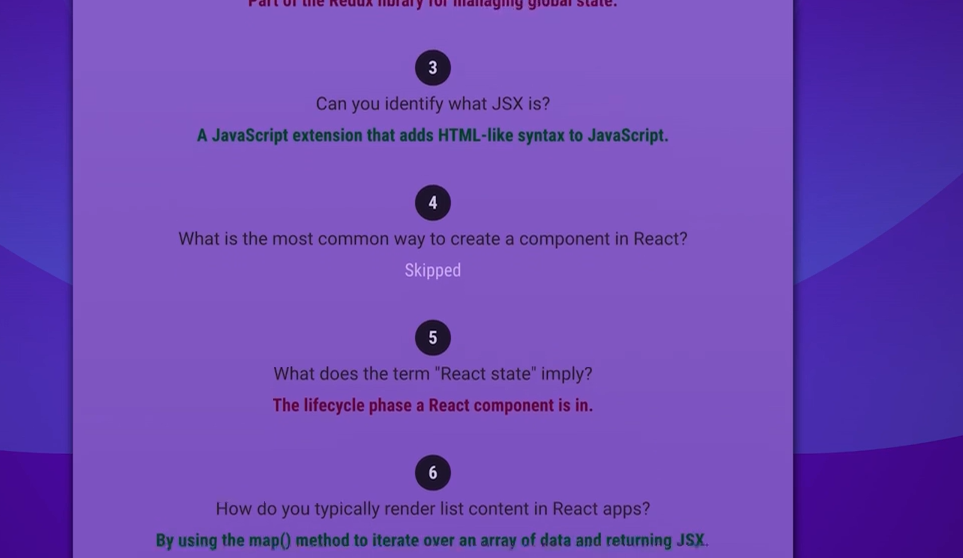 Part of the Redux library for managing global state.
3
Can you identify what JSX is?
A JavaScript extension that adds HTML-like syntax to JavaScript.
4
What is the most common way to create a component in React?
Skipped
5
What does the term "React state" imply?
The lifecycle phase a React component is in.
6
How do you typically render list content in React apps?
By using the map() method to iterate over an array of data and returning JSX.